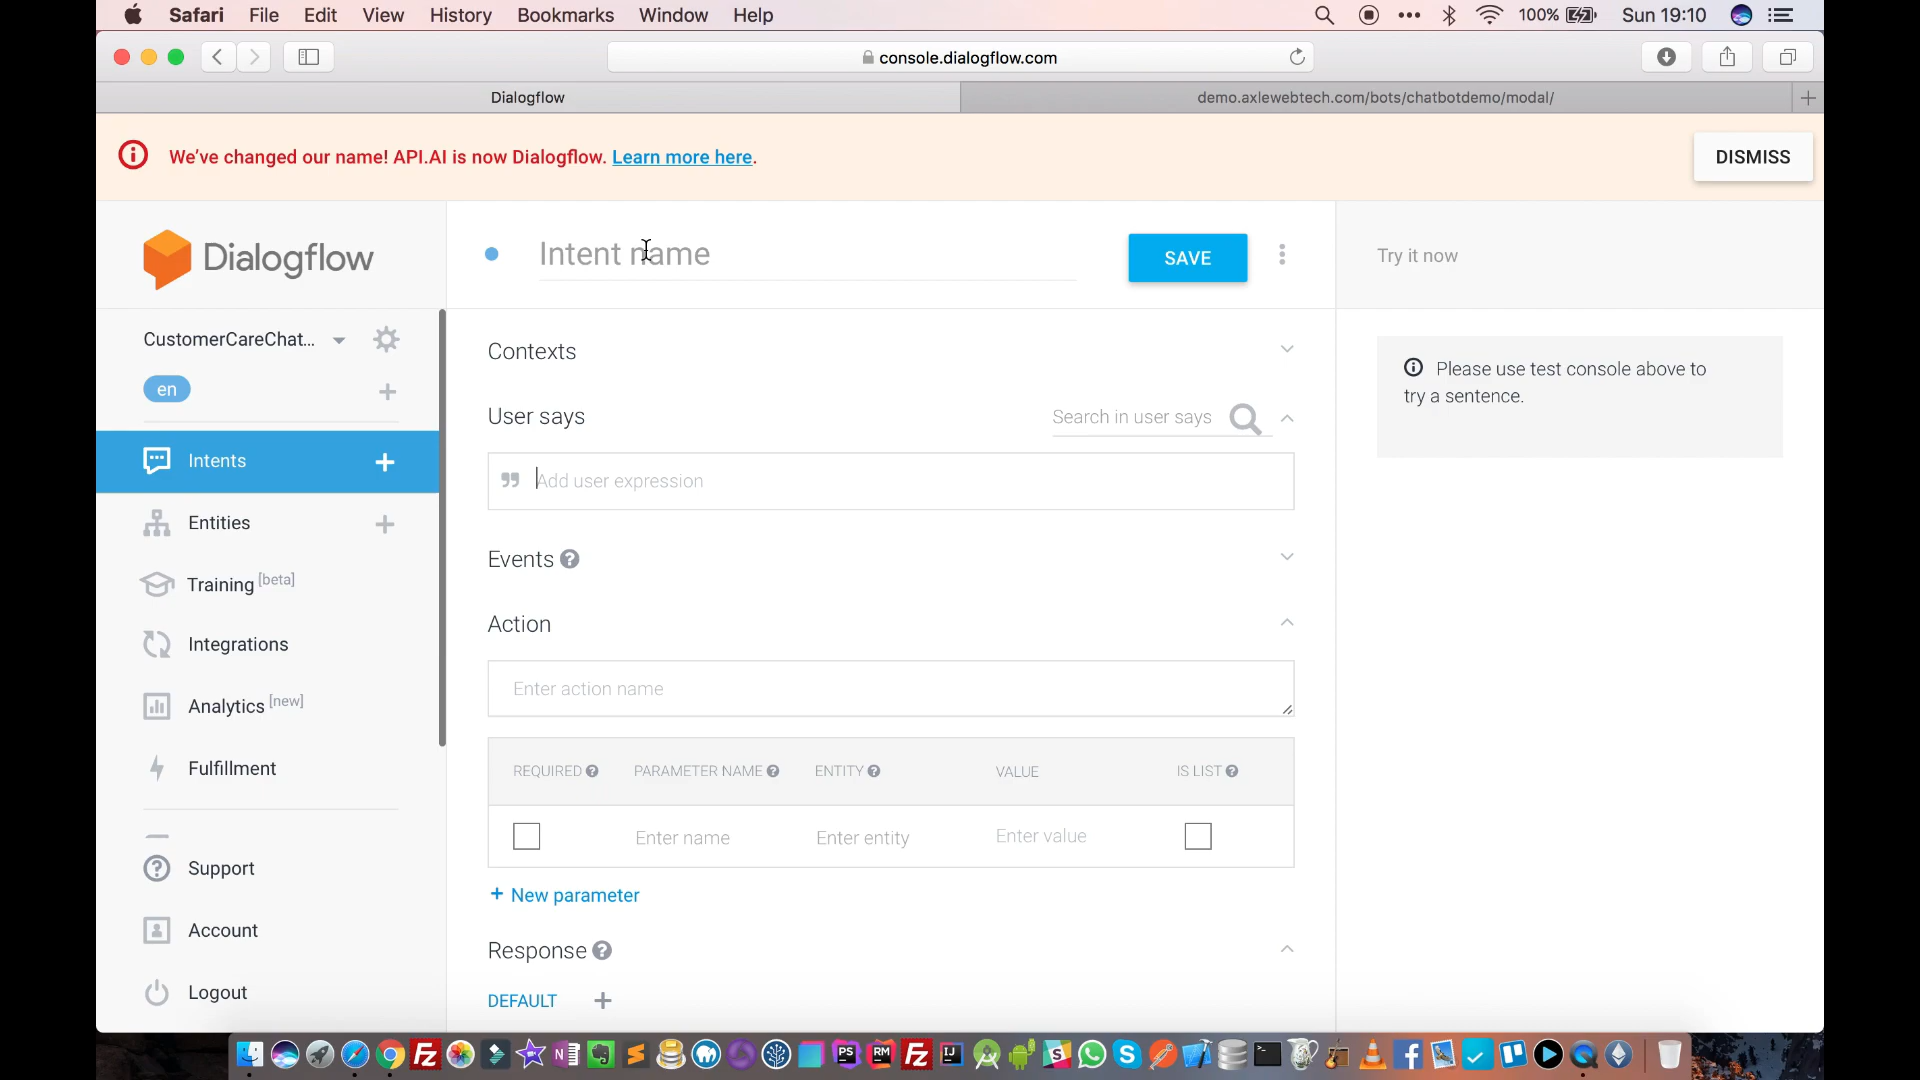 Safari File Edit View History Bookmarks Window Help
100% Sun 19:10
console.dialogflow.com
Dialogflow
demo.axlewebtech.com/bots/chatbotdemo/modal/
We've changed our name! API.AI is now Dialogflow. Learn more here.
DISMISS
Dialogflow
Intent name
SAVE
Try it now
CustomerCareChat...
en
Contexts
Please use test console above to
try a sentence.
User says
Search in user says
Intents
Add user expression
Entities
Events
Training [beta]
Action
Integrations
Enter action name
Analytics [new]
Fulfillment
REQUIRED PARAMETER NAME ENTITY VALUE IS LIST
Enter name Enter entity Enter value
Support
+ New parameter
Account
Response
Logout
DEFAULT
Fz N PS RM Fz IJ S S f